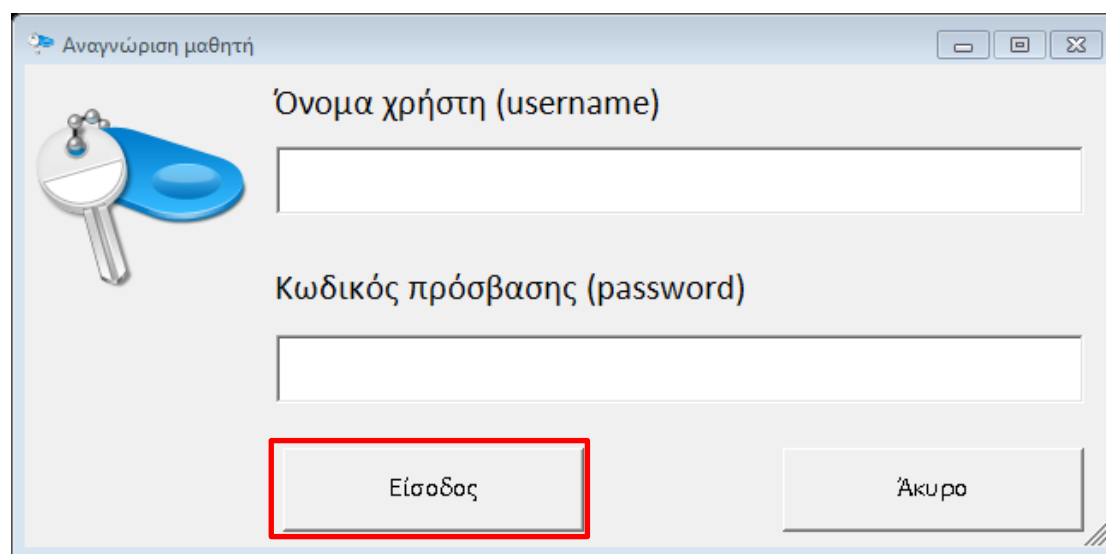 Αναγνώριση μαθητή
Όνομα χρήστη (username)
Κωδικός πρόσβασης (password)
Είσοδος
Άκυρο